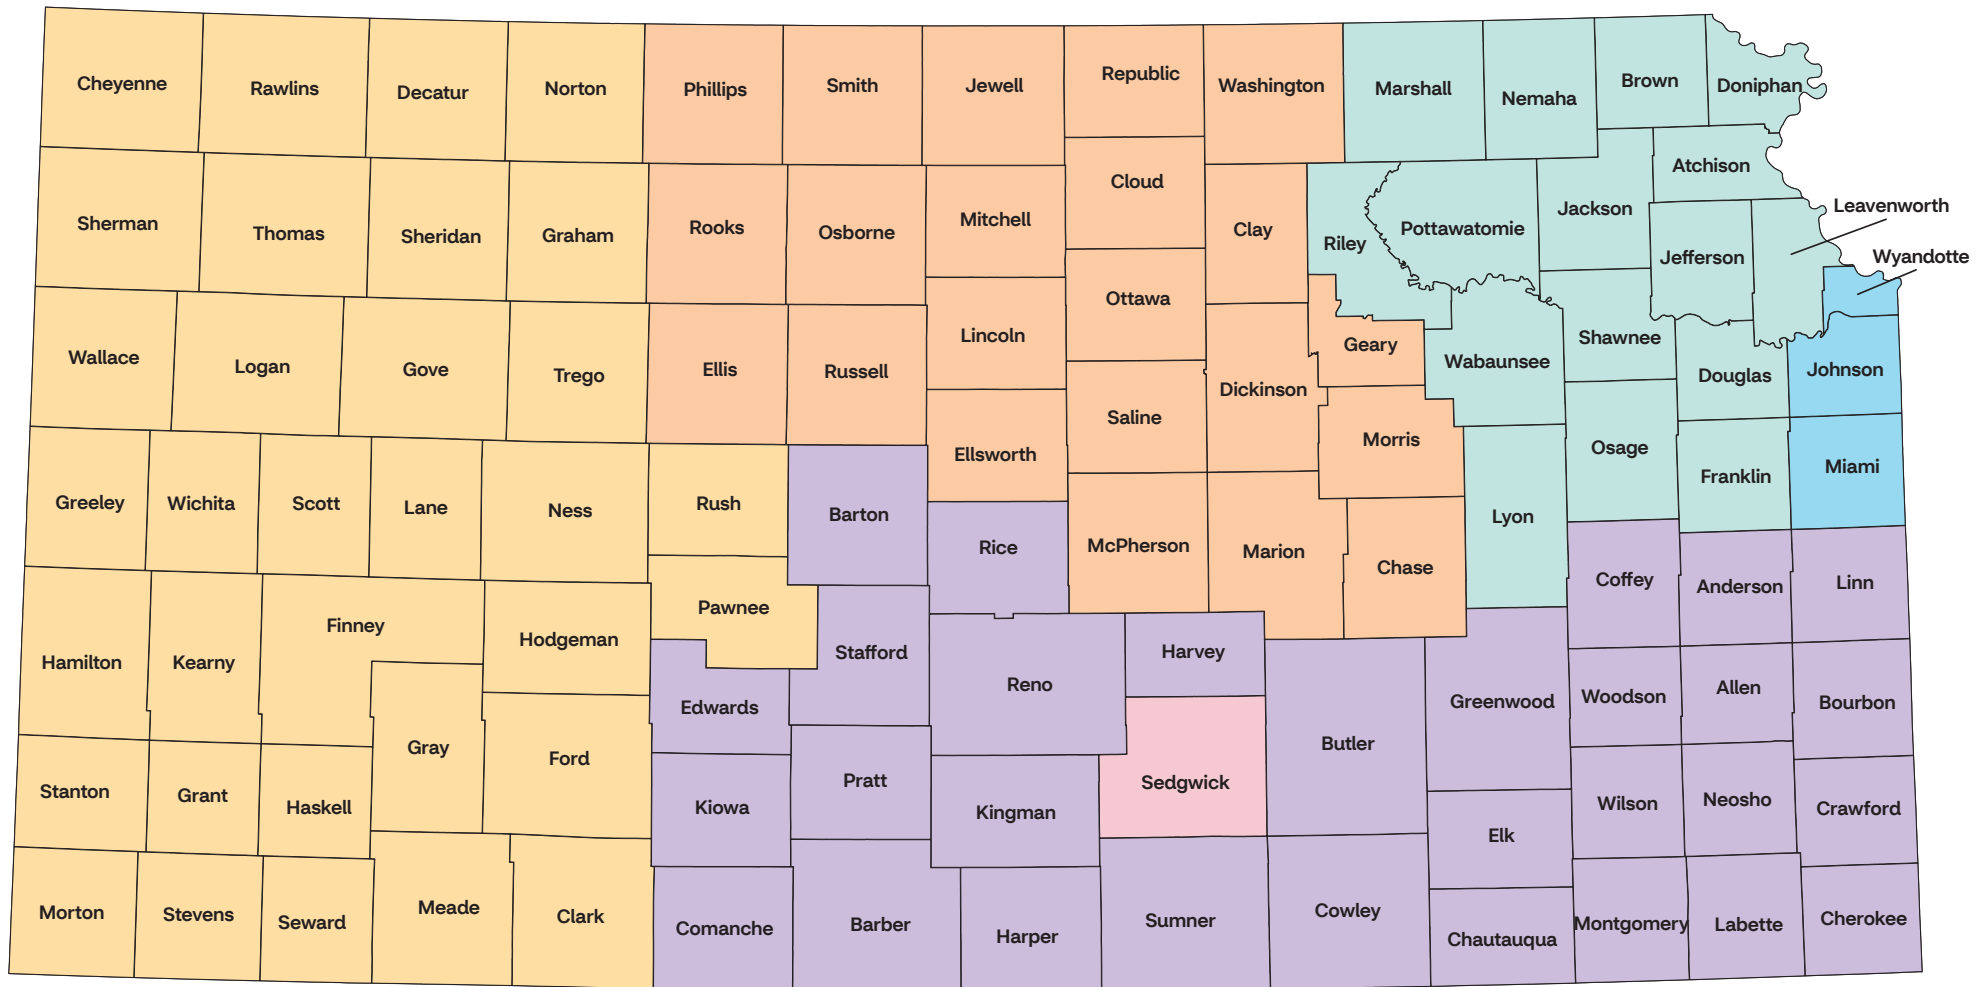 Cheyenne
Rawlins
Decatur
Norton
Phillips
Smith
Jewell
Republic
Washington
Marshall
Nemaha
Brown
Doniphan
Sherman
Thomas
Sheridan
Graham
Rooks
Osborne
Mitchell
Cloud
Clay
Riley
Pottawatomie
Jackson
Atchison
Jefferson
Leavenworth
Wyandotte
Wallace
Logan
Gove
Trego
Ellis
Russell
Lincoln
Ottawa
Saline
Dickinson
Geary
Morris
Wabaunsee
Shawnee
Osage
Douglas
Franklin
Johnson
Miami
Greeley
Wichita
Scott
Lane
Ness
Rush
Barton
Ellsworth
Rice
McPherson
Marion
Chase
Lyon
Coffey
Anderson
Linn
Hamilton
Kearny
Finney
Hodgeman
Pawnee
Edwards
Stafford
Reno
Harvey
Sedgwick
Butler
Greenwood
Woodson
Allen
Bourbon
Stanton
Grant
Haskell
Gray
Ford
Kiowa
Pratt
Kingman
Elk
Wilson
Neosho
Crawford
Morton
Stevens
Seward
Meade
Clark
Comanche
Barber
Harper
Sumner
Cowley
Chautauqua
Montgomery
Labette
Cherokee